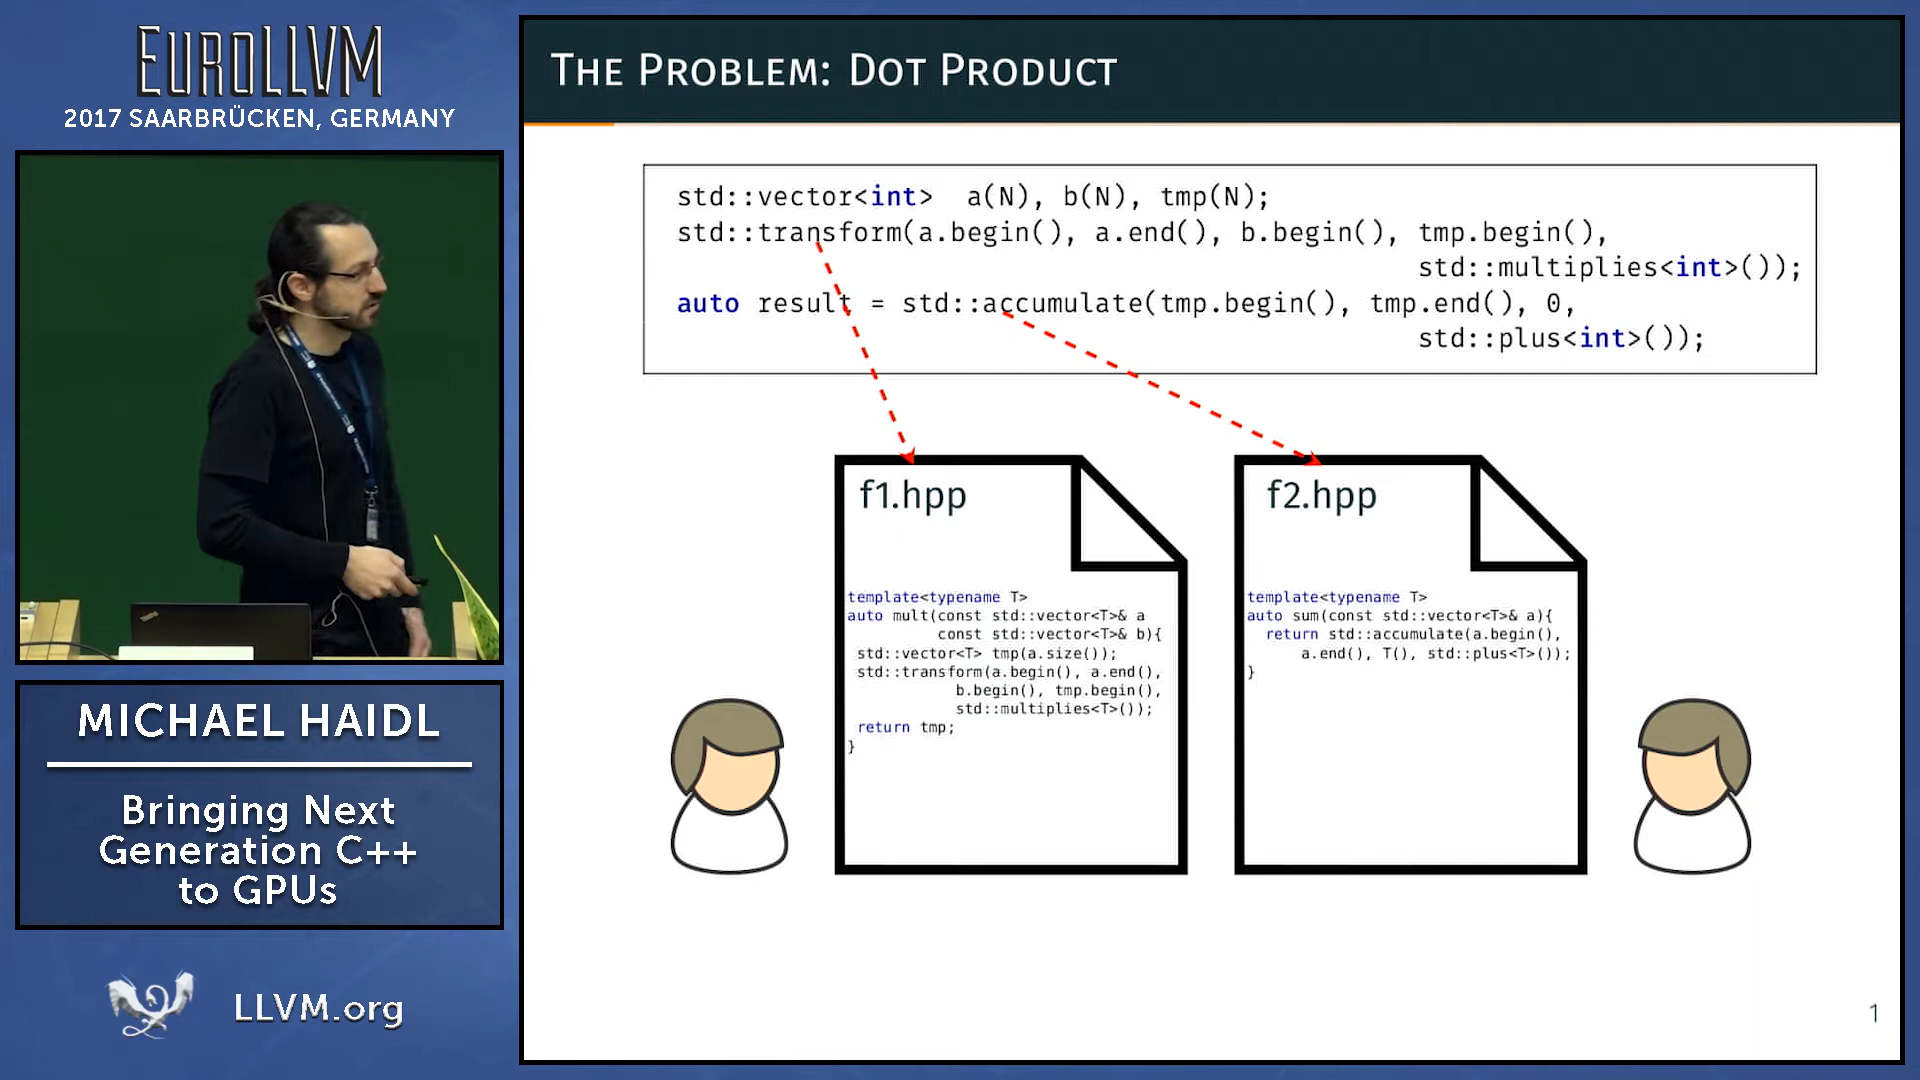 EUROLLVM
2017 SAARBRÜCKEN, GERMANY
MICHAEL HAIDL
Bringing Next
Generation C++
to GPUs
LLVM.org
THE PROBLEM: DOT PRODUCT
std::vector<int>  a(N), b(N), tmp(N);
std::transform(a.begin(), a.end(), b.begin(), tmp.begin(),
std::multiplies<int>());
auto result = std::accumulate(tmp.begin(), tmp.end(), 0,
std::plus<int>());
f1.hpp
template<typename T>
auto mult(const std::vector<T>& a
const std::vector<T>& b){
std::vector<T> tmp(a.size());
std::transform(a.begin(), a.end(),
b.begin(), tmp.begin(),
std::multiplies<T>());
return tmp;
}
f2.hpp
template<typename T>
auto sum(const std::vector<T>& a){
return std::accumulate(a.begin(),
a.end(), T(), std::plus<T>());
}
1